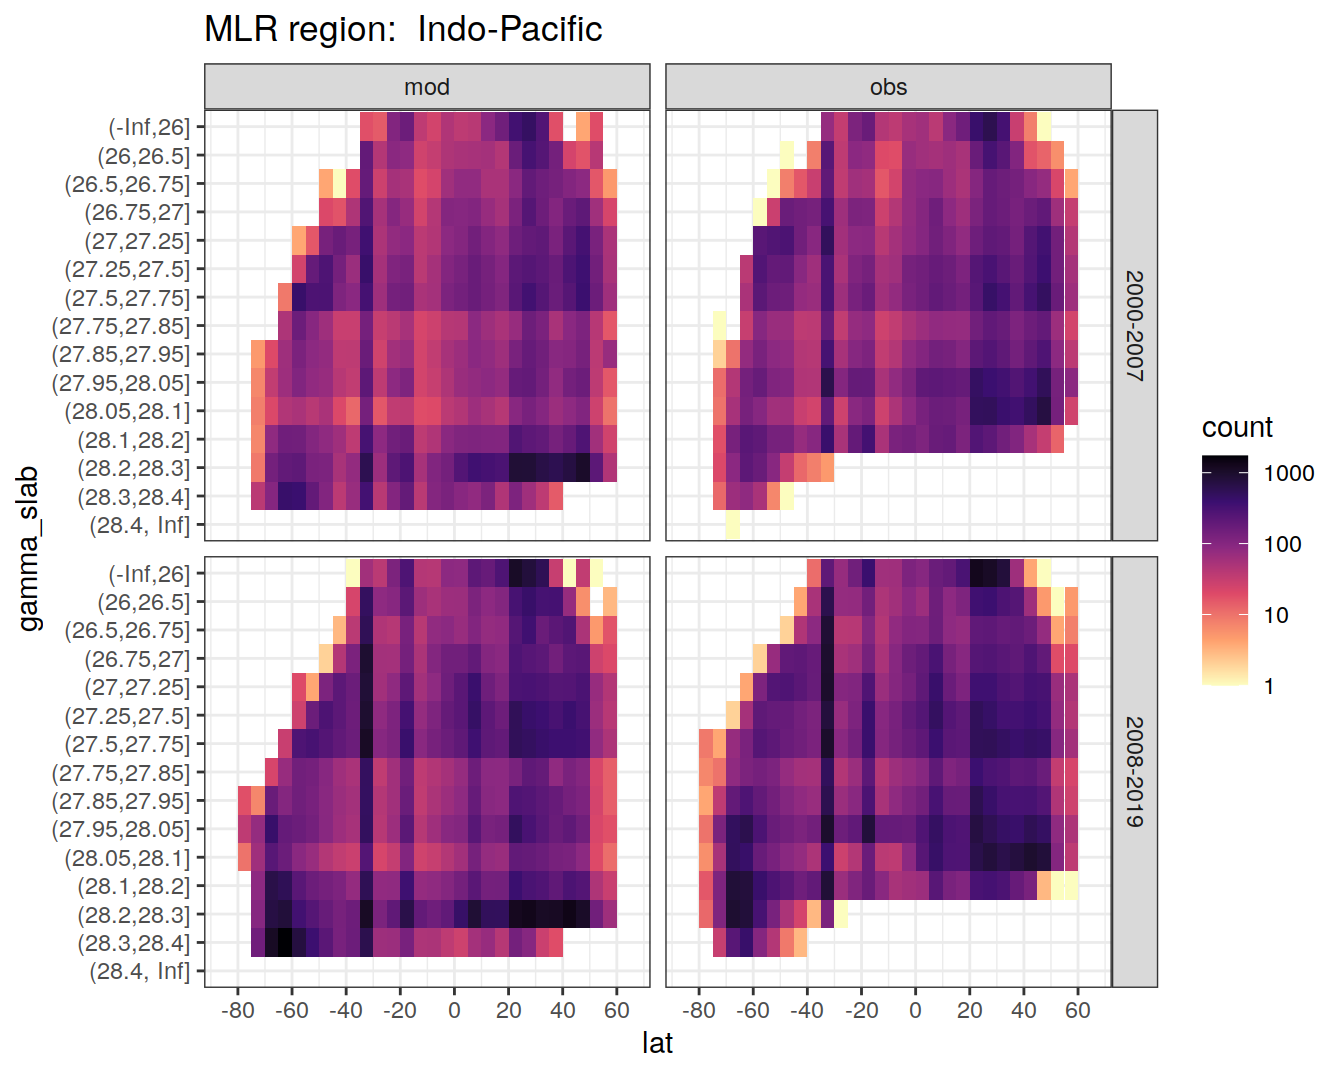 MLR region:  Indo-Pacific
mod
obs
(-Inf,26]
(26,26.5]
(26.5,26.75]
(26.75,27]
(27,27.25]
(27.25,27.5]
(27.5,27.75]
(27.75,27.85]
(27.85,27.95]
(27.95,28.05]
(28.05,28.1]
(28.1,28.2]
(28.2,28.3]
(28.3,28.4]
(28.4, Inf]
2000-2007
(-Inf,26]
(26,26.5]
(26.5,26.75]
(26.75,27]
(27,27.25]
(27.25,27.5]
(27.5,27.75]
(27.75,27.85]
(27.85,27.95]
(27.95,28.05]
(28.05,28.1]
(28.1,28.2]
(28.2,28.3]
(28.3,28.4]
(28.4, Inf]
2008-2019
gamma_slab
-80 -60 -40 -20 0 20 40 60
-80 -60 -40 -20 0 20 40 60
lat
count
1000
100
10
1